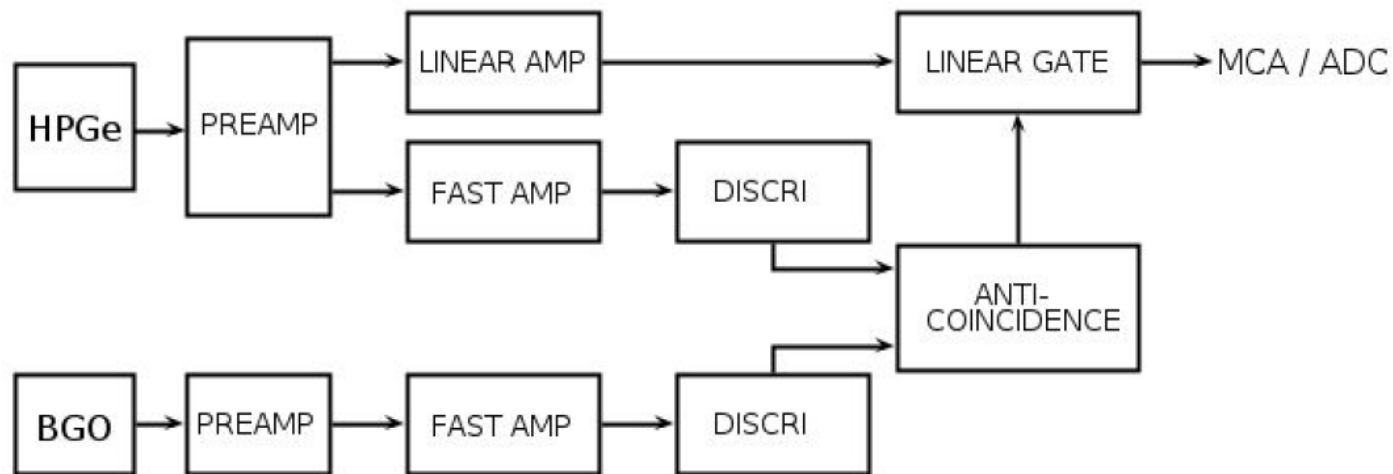 LINEAR AMP
LINEAR GATE
MCA / ADC
HPGe
PREAMP
FAST AMP
DISCRI
ANTI-
COINCIDENCE
BGO
PREAMP
FAST AMP
DISCRI